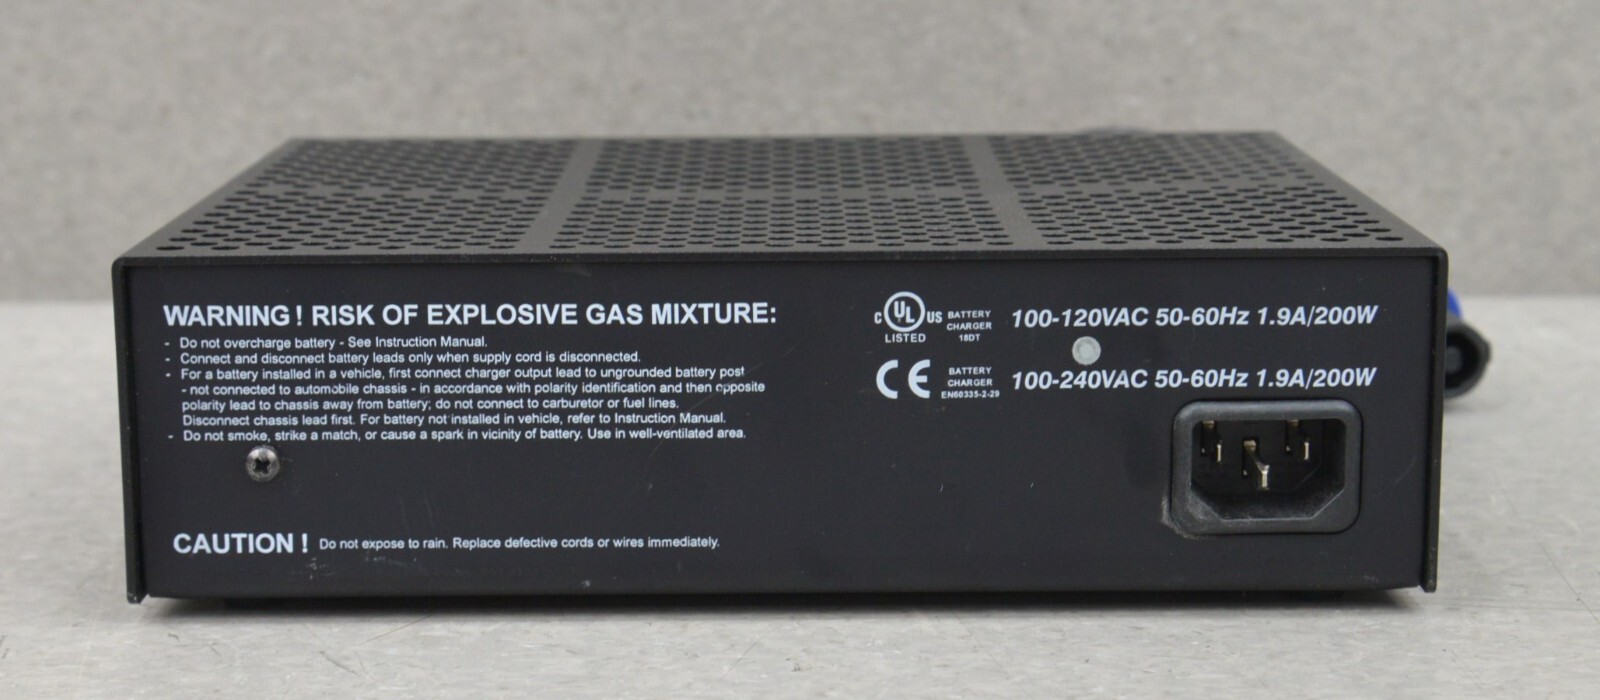 WARNING ! RISK OF EXPLOSIVE GAS MIXTURE:
- Do not overcharge battery - See Instruction Manual.
- Connect and disconnect battery leads only when supply cord is disconnected.
- For a battery installed in a vehicle, first connect charger output lead to ungrounded battery post
- not connected to automobile chassis - in accordance with polarity identification and then opposite
polarity lead to chassis away from battery; do not connect to carburetor or fuel lines.
Disconnect chassis lead first. For battery not installed in vehicle, refer to Instruction Manual.
- Do not smoke, strike a match, or cause a spark in vicinity of battery. Use in well-ventilated area.
CAUTION ! Do not expose to rain. Replace defective cords or wires immediately.
C UL US
LISTED
BATTERY
CHARGER
18DT
100-120VAC 50-60Hz 1.9A/200W
CE
BATTERY
CHARGER
EN60335-2-29
100-240VAC 50-60Hz 1.9A/200W